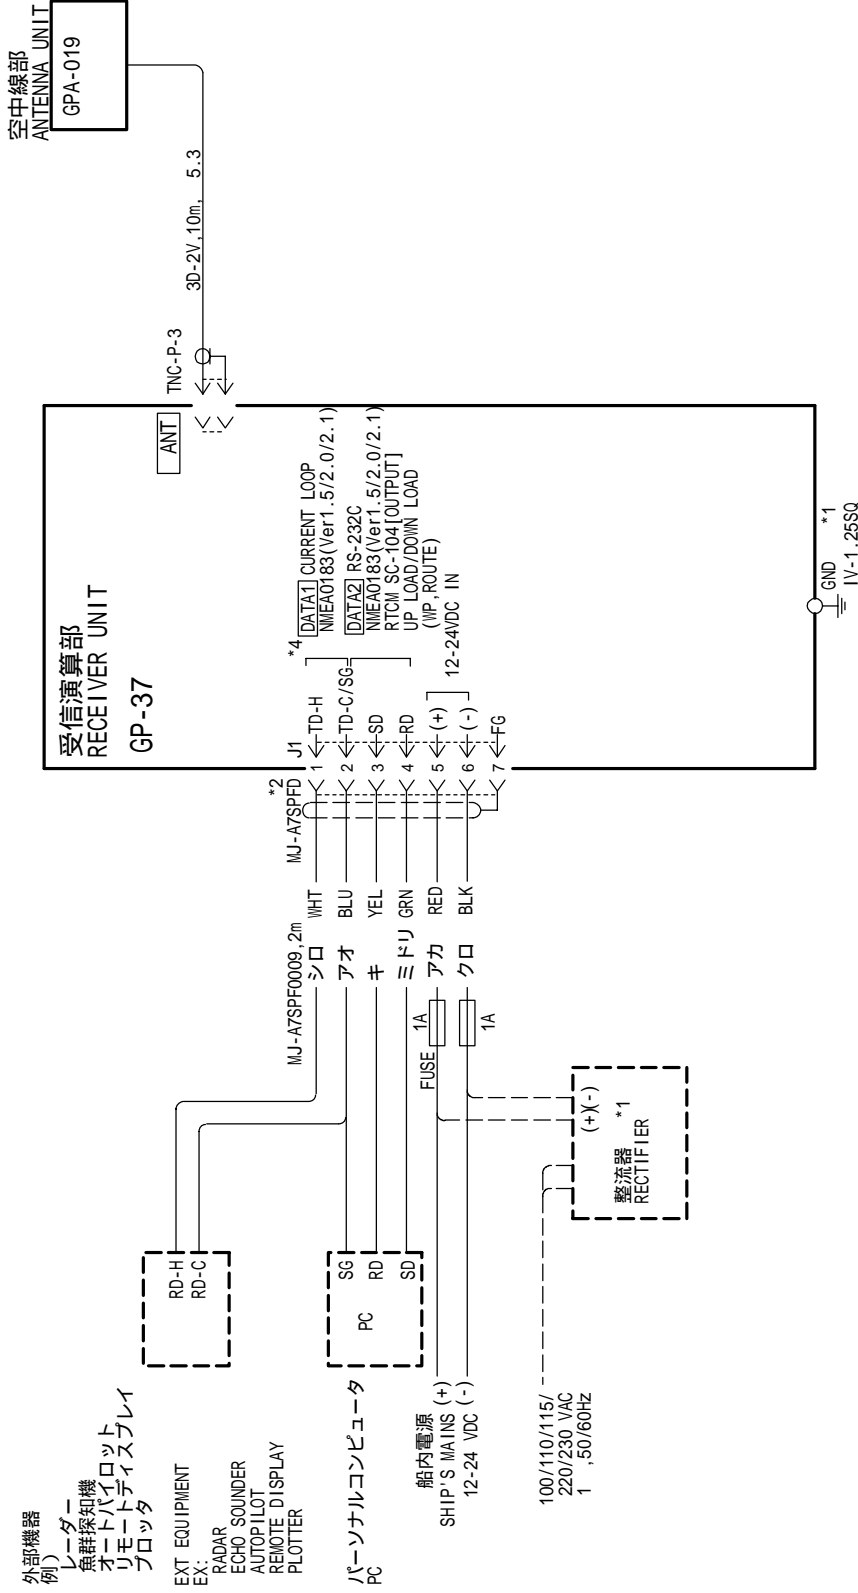 空中線部
ANTENNA UNIT
GPA-019
3D-2V,10m, 5.3
TNC-P-3
ANT
受信演算部
RECEIVER UNIT
GP-37
*4
DATA1 CURRENT LOOP
NMEA0183(Ver1.5/2.0/2.1)
DATA2 RS-232C
NMEA0183(Ver1.5/2.0/2.1)
RTCM SC-104[OUTPUT]
UP LOAD/DOWN LOAD
(WP,ROUTE)
12-24VDC IN
*1
GND
IV-1.25SQ
J1
TD-H
TD-C/SG
SD
RD
(+)
(-)
FG
*2
MJ-A7SPFD
1
2
3
4
5
6
7
MJ-A7SPF0009,2m
シロ WHT
アオ BLU
キ YEL
ミドリ GRN
アカ RED
クロ BLK
FUSE
1A
1A
(+)(-)
*1
整流器
RECTIFIER
RD-H
RD-C
SG
RD
SD
PC
外部機器
例)
レーダー
魚群探知機
オートパイロット
リモートディスプレイ
プロッタ
EXT EQUIPMENT
EX:
RADAR
ECHO SOUNDER
AUTOPILOT
REMOTE DISPLAY
PLOTTER
パーソナルコンピュータ
PC
船内電源
SHIP'S MAINS (+)
12-24 VDC (-)
100/110/115/
220/230 VAC
1 ,50/60Hz